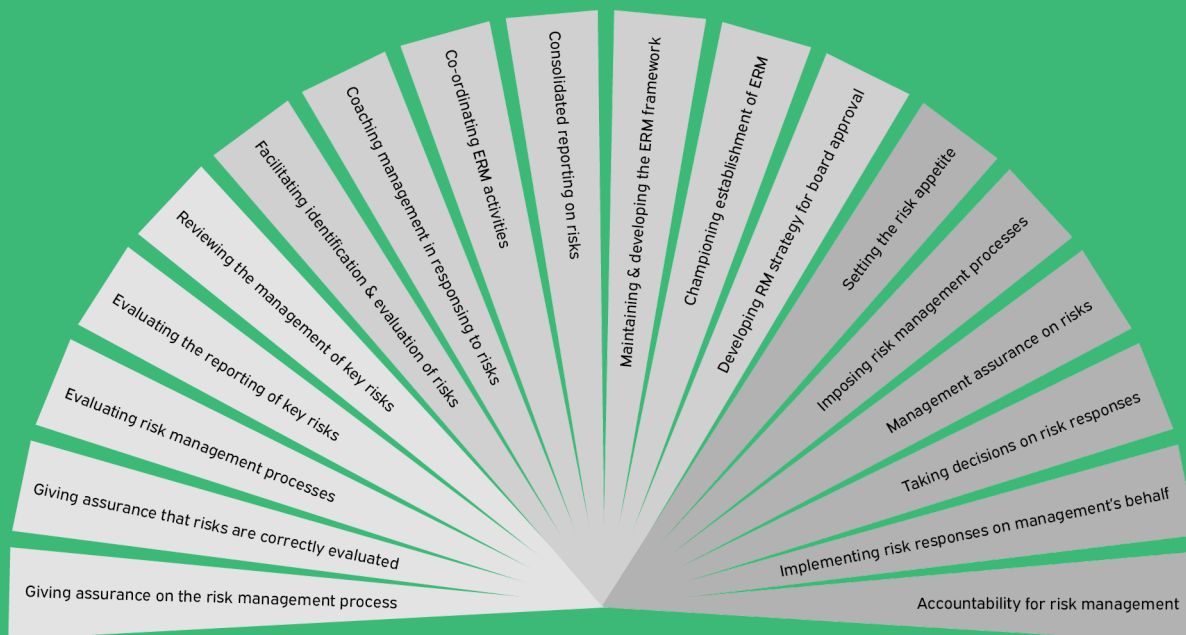 Giving assurance on the risk management process
Giving assurance that risks are correctly evaluated
Evaluating risk management processes
Evaluating the reporting of key risks
Reviewing the management of key risks
Facilitating identification & evaluation of risks
Coaching management in responsing to risks
Co-ordinating ERM activities
Consolidated reporting on risks
Maintaining & developing the ERM framework
Championing establishment of ERM
Developing RM strategy for board approval
Setting the risk appetite
Imposing risk management processes
Management assurance on risks
Taking decisions on risk responses
Implementing risk responses on management's behalf
Accountability for risk management